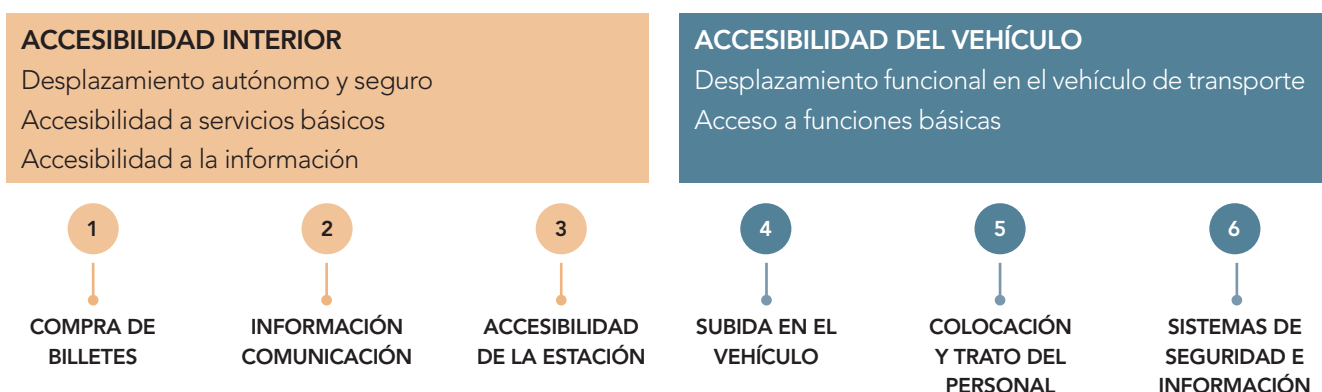 ACCESIBILIDAD INTERIOR
Desplazamiento autónomo y seguro
Accesibilidad a servicios básicos
Accesibilidad a la información
ACCESIBILIDAD DEL VEHÍCULO
Desplazamiento funcional en el vehículo de transporte
Acceso a funciones básicas
1
COMPRA DE
BILLETES
2
INFORMACIÓN
COMUNICACIÓN
3
ACCESIBILIDAD
DE LA ESTACIÓN
4
SUBIDA EN EL
VEHÍCULO
5
COLOCACIÓN
Y TRATO DEL
PERSONAL
6
SISTEMAS DE
SEGURIDAD E
INFORMACIÓN